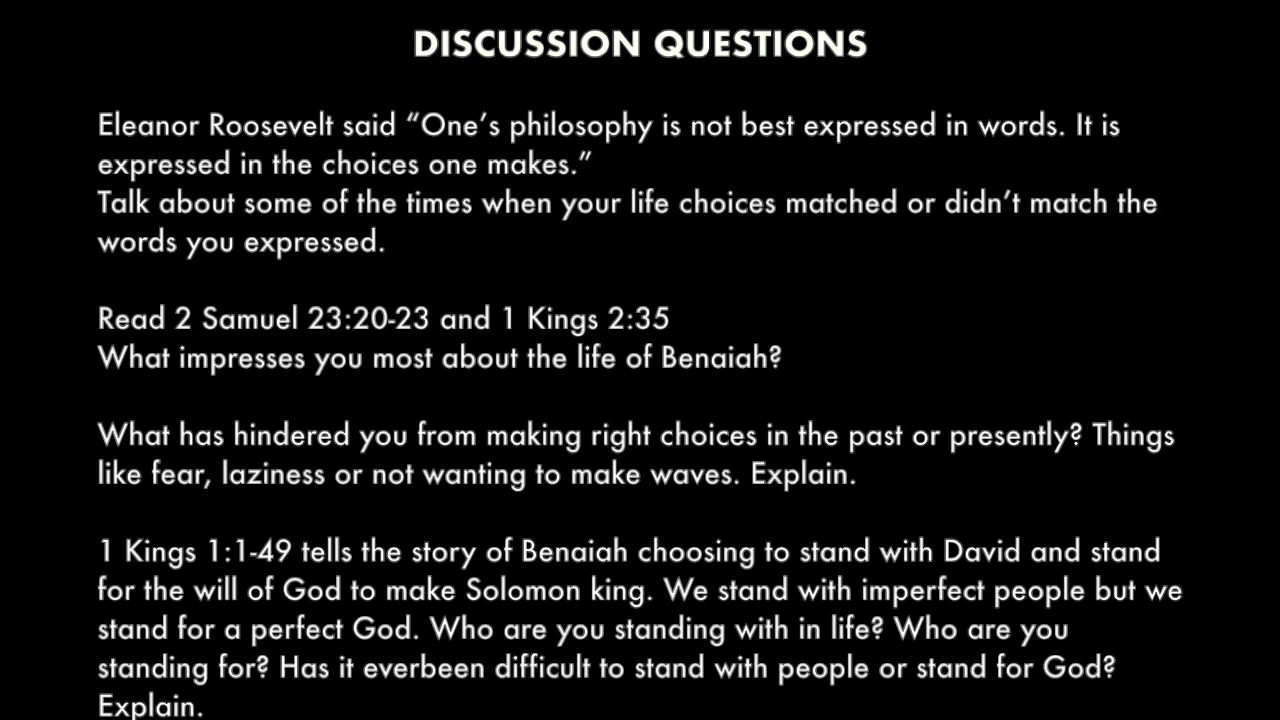 DISCUSSION QUESTIONS
Eleanor Roosevelt said “One’s philosophy is not best expressed in words. It is
expressed in the choices one makes.”
Talk about some of the times when your life choices matched or didn’t match the
words you expressed.
Read 2 Samuel 23:20-23 and 1 Kings 2:35
What impresses you most about the life of Benaiah?
What has hindered you from making right choices in the past or presently? Things
like fear, laziness or not wanting to make waves. Explain.
1 Kings 1:1-49 tells the story of Benaiah choosing to stand with David and stand
for the will of God to make Solomon king. We stand with imperfect people but we
stand for a perfect God. Who are you standing with in life? Who are you
standing for? Has it everbeen difficult to stand with people or stand for God?
Explain.